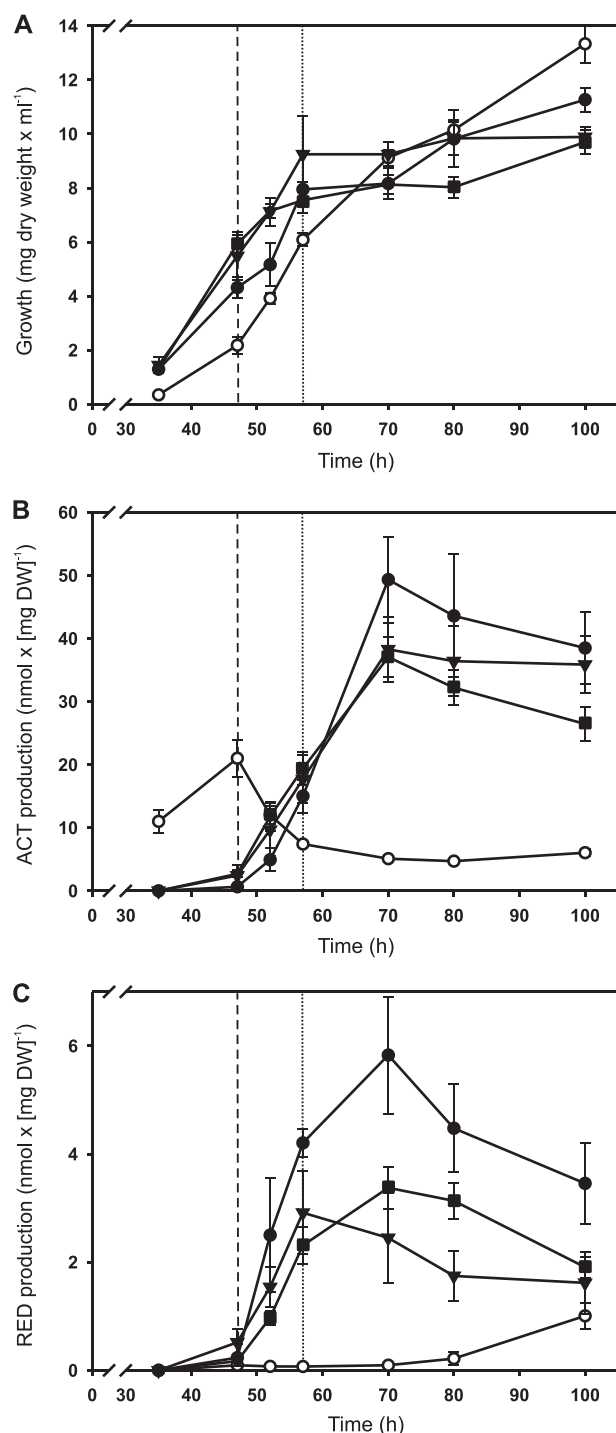 A
14
12
10
8
6
4
2
0
Growth (mg dry weight x ml-1)
0 30 40 50 60 70 80 90 100
Time (h)
B
60
50
40
30
20
10
0
ACT production (nmol x [mg DW]-1)
0 30 40 50 60 70 80 90 100
Time (h)
C
6
4
2
0
RED production (nmol x [mg DW]-1)
0 30 40 50 60 70 80 90 100
Time (h)